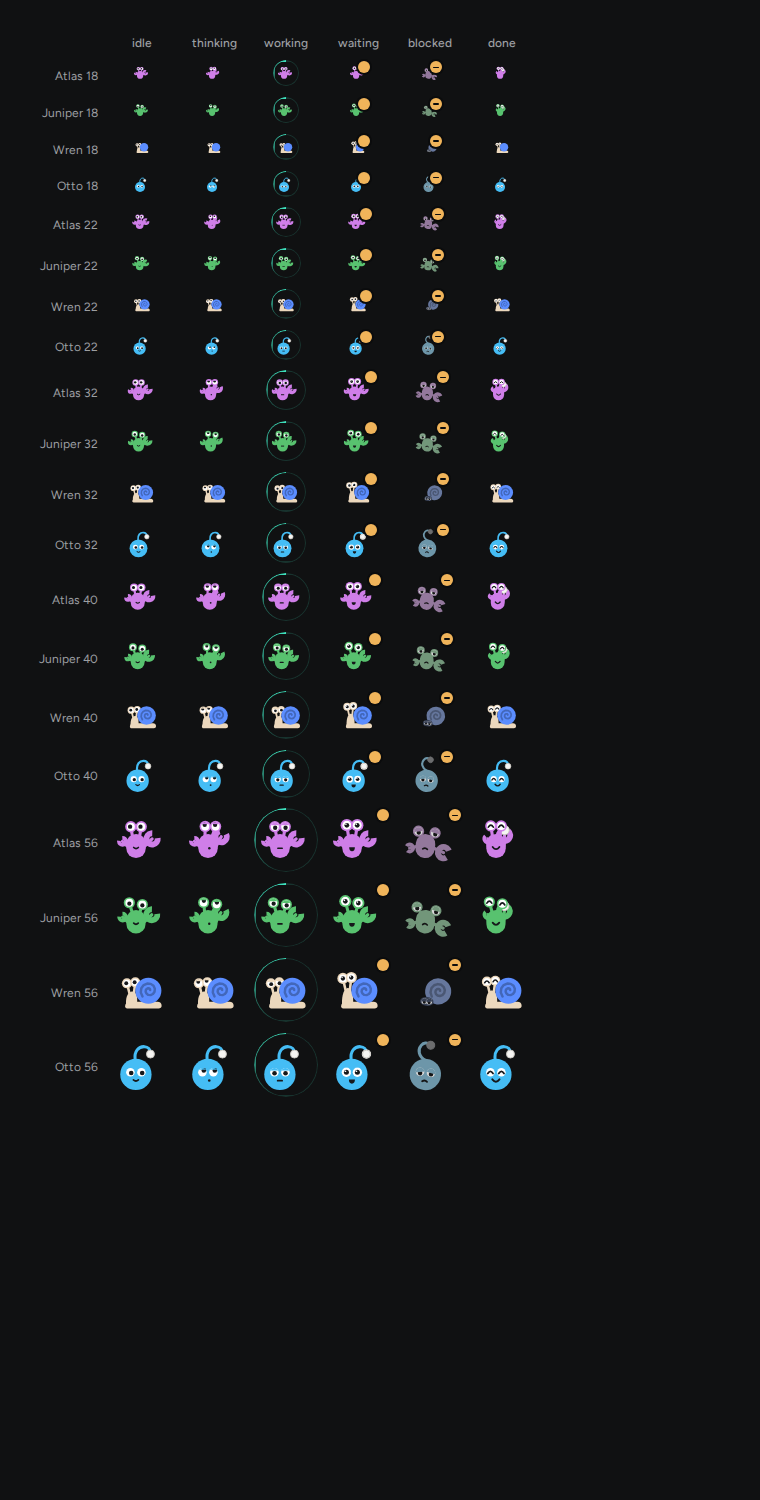 idle thinking working waiting blocked done
Atlas 18
Juniper 18
Wren 18
Otto 18
Atlas 22
Juniper 22
Wren 22
Otto 22
Atlas 32
Juniper 32
Wren 32
Otto 32
Atlas 40
Juniper 40
Wren 40
Otto 40
Atlas 56
Juniper 56
Wren 56
Otto 56